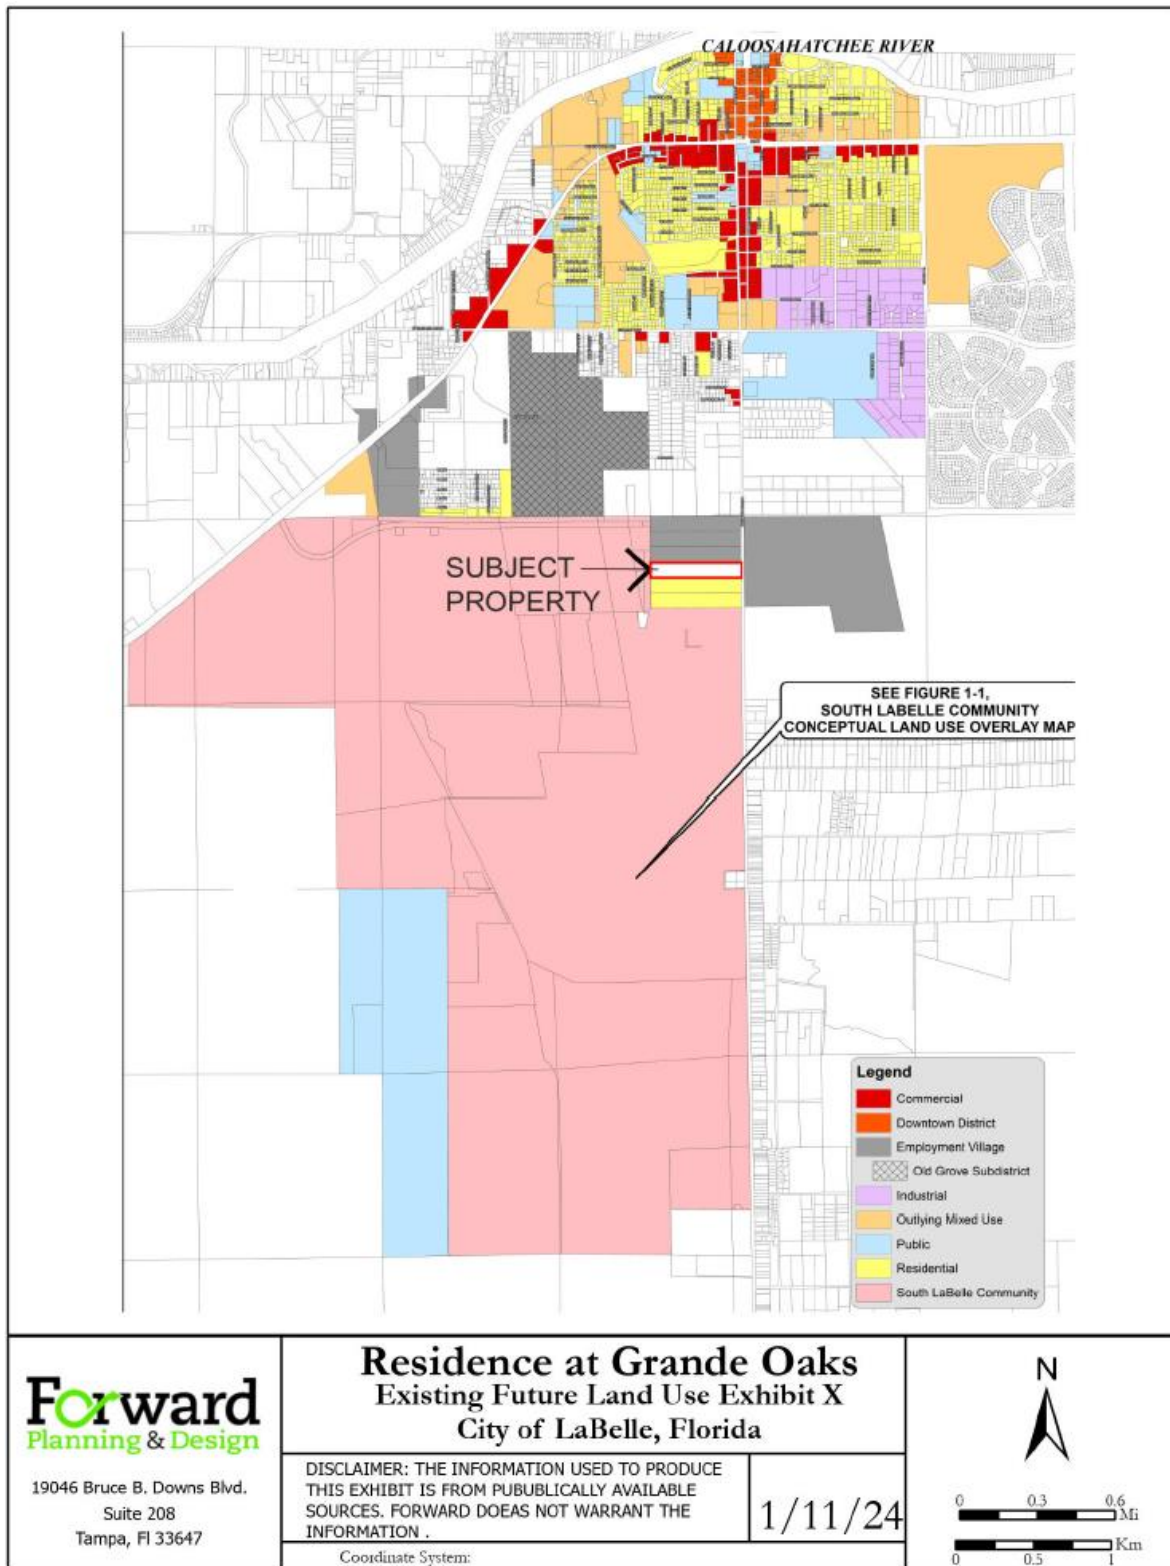 CALOOSAHATCHEE RIVER
SUBJECT
PROPERTY
SEE FIGURE 1-1,
SOUTH LABELLE COMMUNITY
CONCEPTUAL LAND USE OVERLAY MAP
Legend
Commercial
Downtown District
Employment Village
Old Grove Subdistrict
Industrial
Outlying Mixed Use
Public
Residential
South LaBelle Community
Forward
Planning & Design
19046 Bruce B. Downs Blvd.
Suite 208
Tampa, Fl 33647
Residence at Grande Oaks
Existing Future Land Use Exhibit X
City of LaBelle, Florida
DISCLAIMER: THE INFORMATION USED TO PRODUCE
THIS EXHIBIT IS FROM PUBUBLICALLY AVAILABLE
SOURCES. FORWARD DOEAS NOT WARRANT THE
INFORMATION .
1/11/24
Coordinate System:
N
0 0.3 0.6
Mi
Km
0 0.5 1